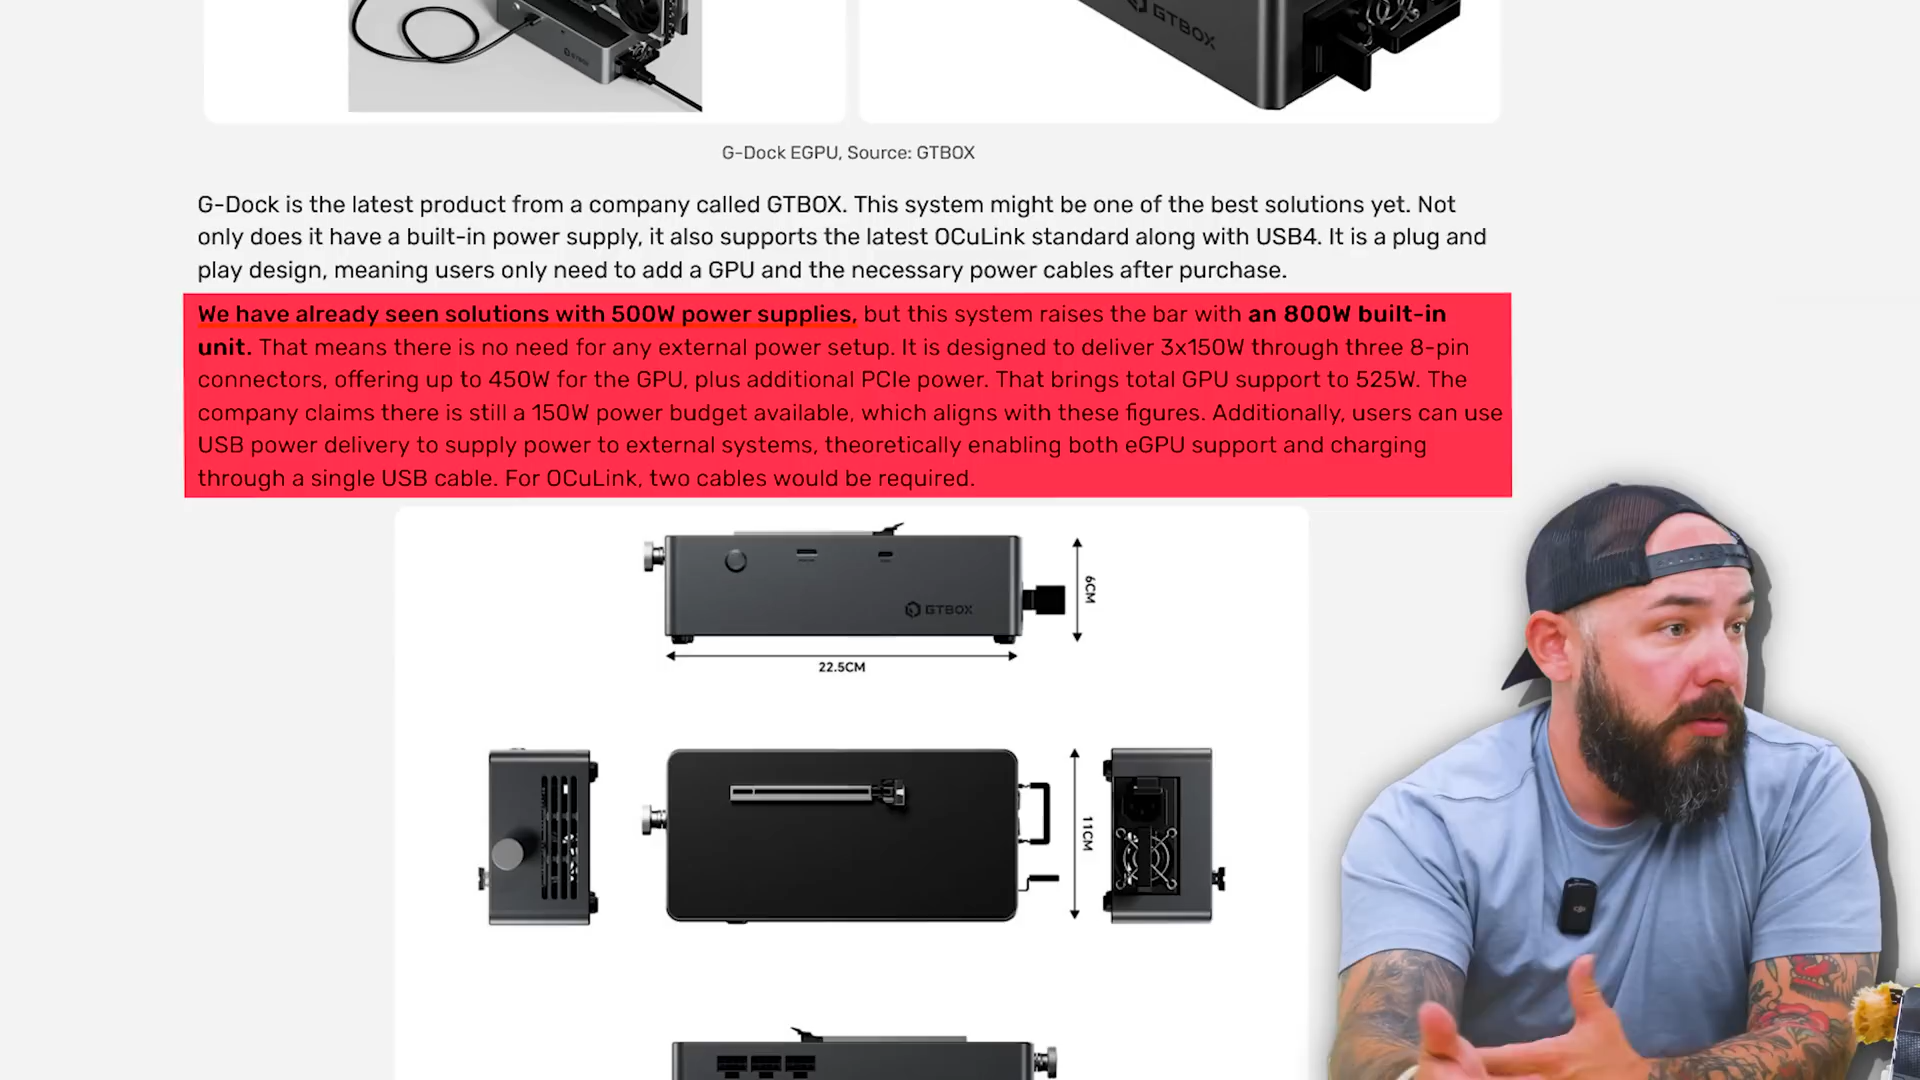 GTBOX
G-Dock EGPU, Source: GTBOX
G-Dock is the latest product from a company called GTBOX. This system might be one of the best solutions yet. Not
only does it have a built-in power supply, it also supports the latest OCuLink standard along with USB4. It is a plug and
play design, meaning users only need to add a GPU and the necessary power cables after purchase.
We have already seen solutions with 500W power supplies, but this system raises the bar with an 800W built-in
unit. That means there is no need for any external power setup. It is designed to deliver 3x150W through three 8-pin
connectors, offering up to 450W for the GPU, plus additional PCIe power. That brings total GPU support to 525W. The
company claims there is still a 150W power budget available, which aligns with these figures. Additionally, users can use
USB power delivery to supply power to external systems, theoretically enabling both eGPU support and charging
through a single USB cable. For OCuLink, two cables would be required.
GTBOX
6CM
22.5CM
11CM